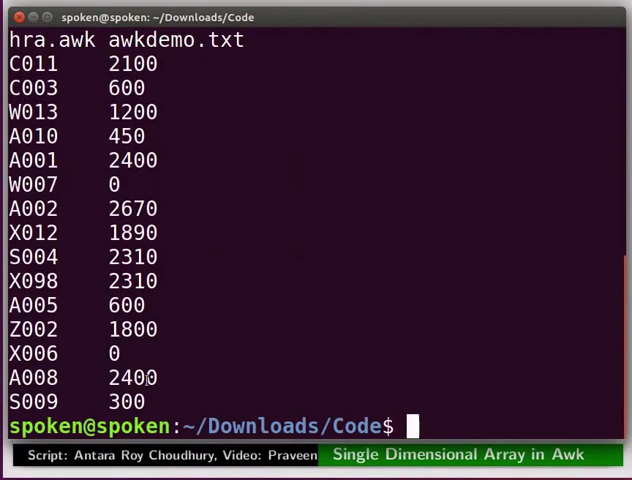 spoken@spoken: ~/Downloads/Code
hra.awk awkdemo.txt
C011 2100
C003 600
W013 1200
A010 450
A001 2400
W007 0
A002 2670
X012 1890
S004 2310
X098 2310
A005 600
Z002 1800
X006 0
A008 2400
S009 300
spoken@spoken:~/Downloads/Code$
Script: Antara Roy Choudhury, Video: Praveen Single Dimensional Array in Awk